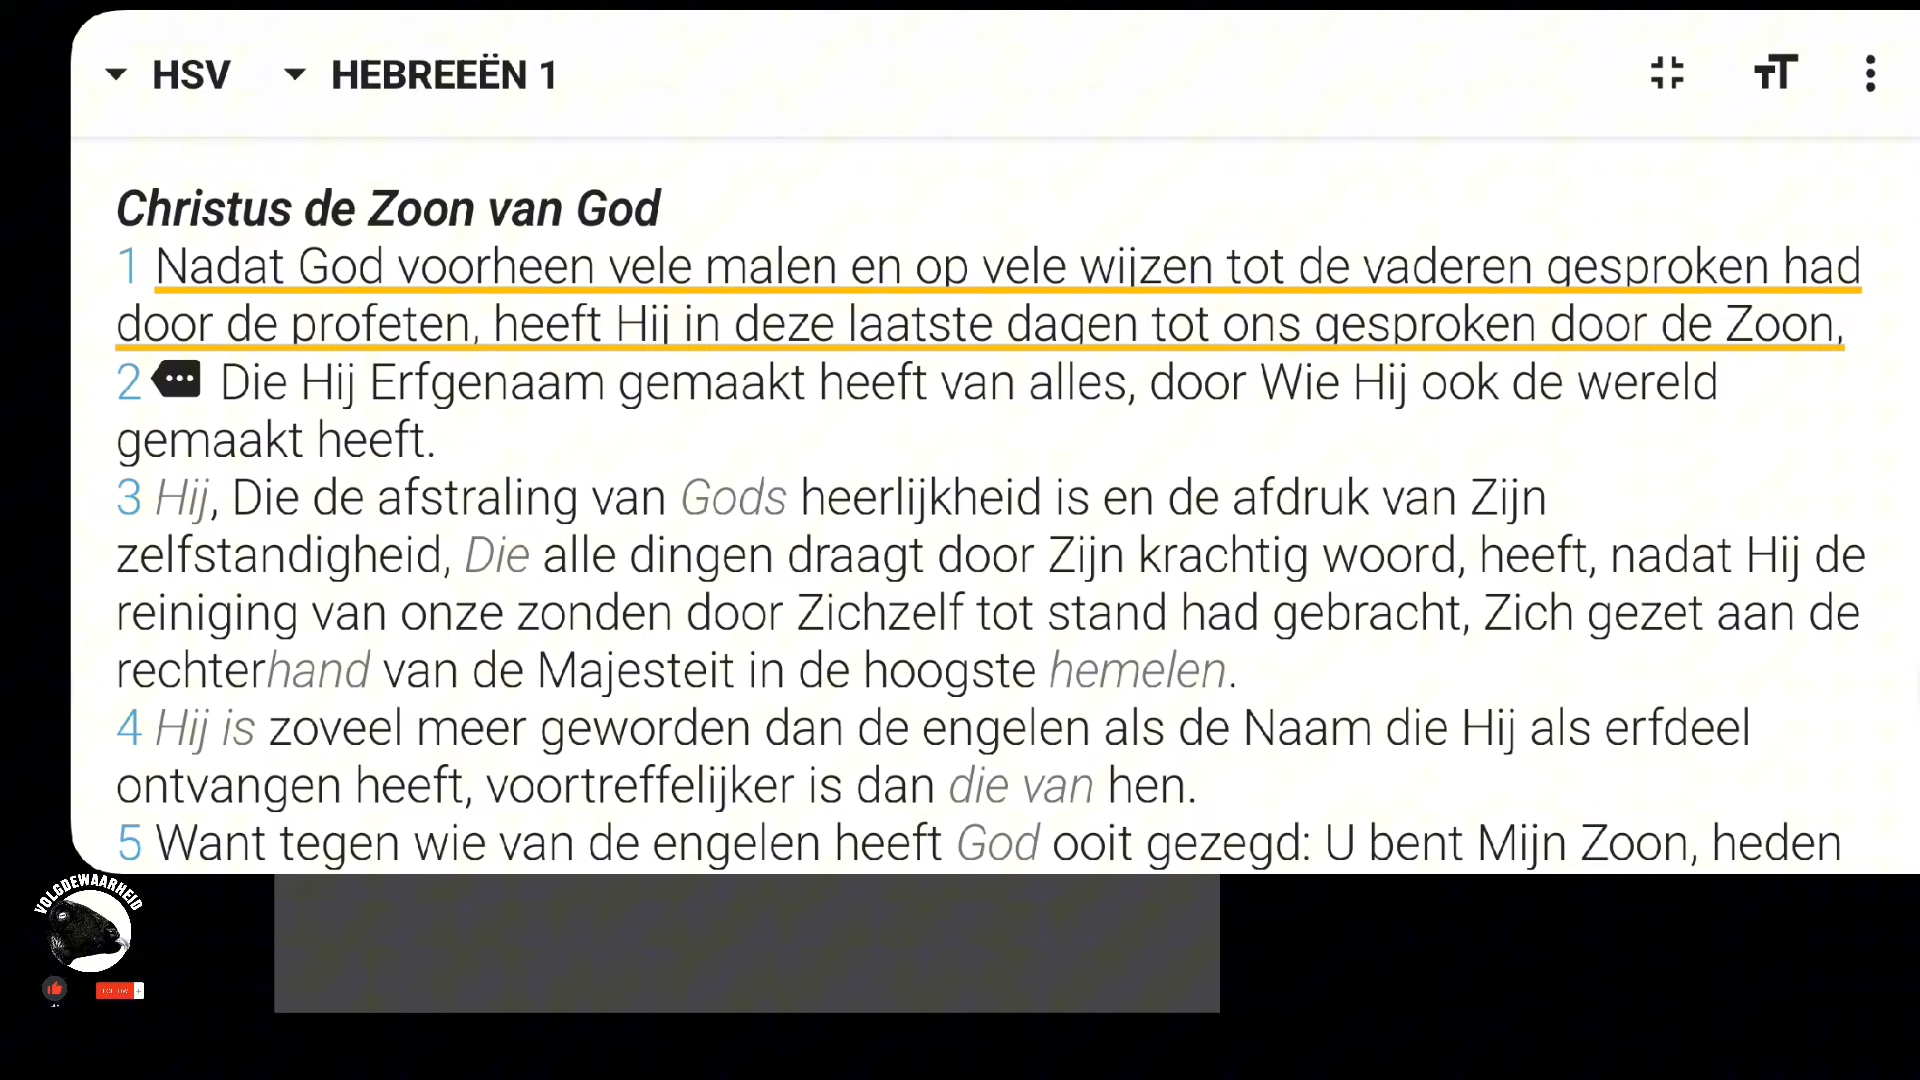 HSV HEBREEËN 1
Christus de Zoon van God
1 Nadat God voorheen vele malen en op vele wijzen tot de vaderen gesproken had
door de profeten, heeft Hij in deze laatste dagen tot ons gesproken door de Zoon,
2 Die Hij Erfgenaam gemaakt heeft van alles, door Wie Hij ook de wereld
gemaakt heeft.
3 Hij, Die de afstraling van Gods heerlijkheid is en de afdruk van Zijn
zelfstandigheid, Die alle dingen draagt door Zijn krachtig woord, heeft, nadat Hij de
reiniging van onze zonden door Zichzelf tot stand had gebracht, Zich gezet aan de
rechterhand van de Majesteit in de hoogste hemelen.
4 Hij is zoveel meer geworden dan de engelen als de Naam die Hij als erfdeel
ontvangen heeft, voortreffelijker is dan die van hen.
5 Want tegen wie van de engelen heeft God ooit gezegd: U bent Mijn Zoon, heden
VOLGDEWAARHEID